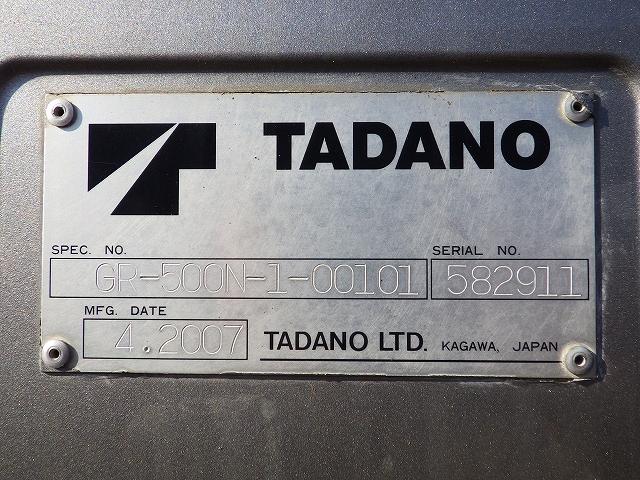 TADANO
SPEC. NO.
GR-500N-1-00101
SERIAL NO.
582911
MFG. DATE
4.2007
TADANO LTD. KAGAWA, JAPAN